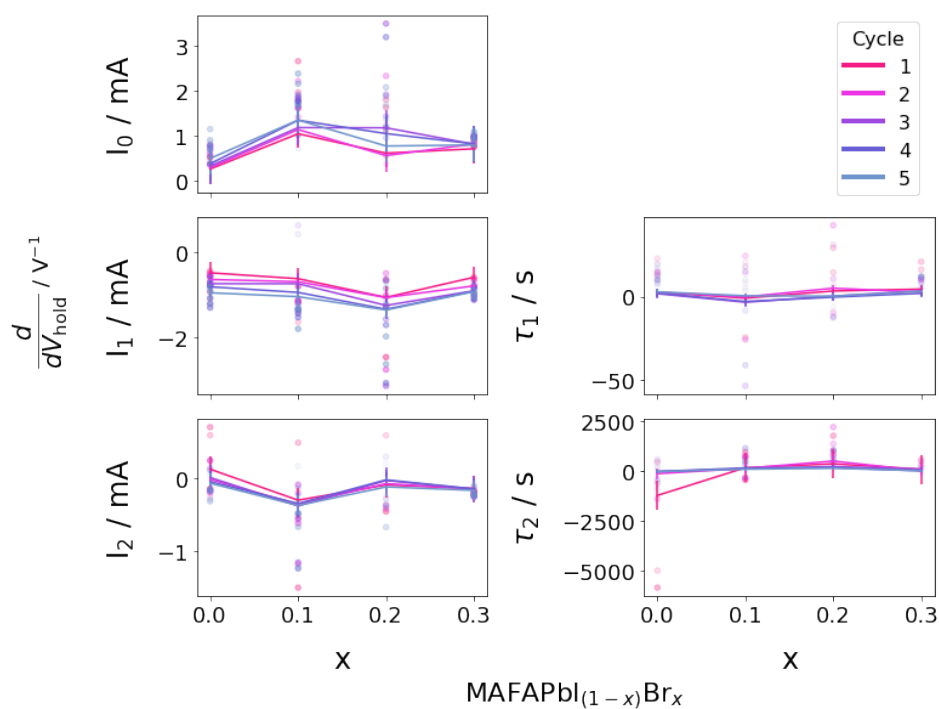 Cycle
1
2
3
4
5
I₀ / mA
3
2
1
0
d/dV_hold / V⁻¹
I₁ / mA
0
−2
τ₁ / s
0
−50
I₂ / mA
0
−1
τ₂ / s
2500
0
−2500
−5000
0.0 0.1 0.2 0.3
0.0 0.1 0.2 0.3
x
x
MAFAPbI₍₁₋ₓ₎Brₓ